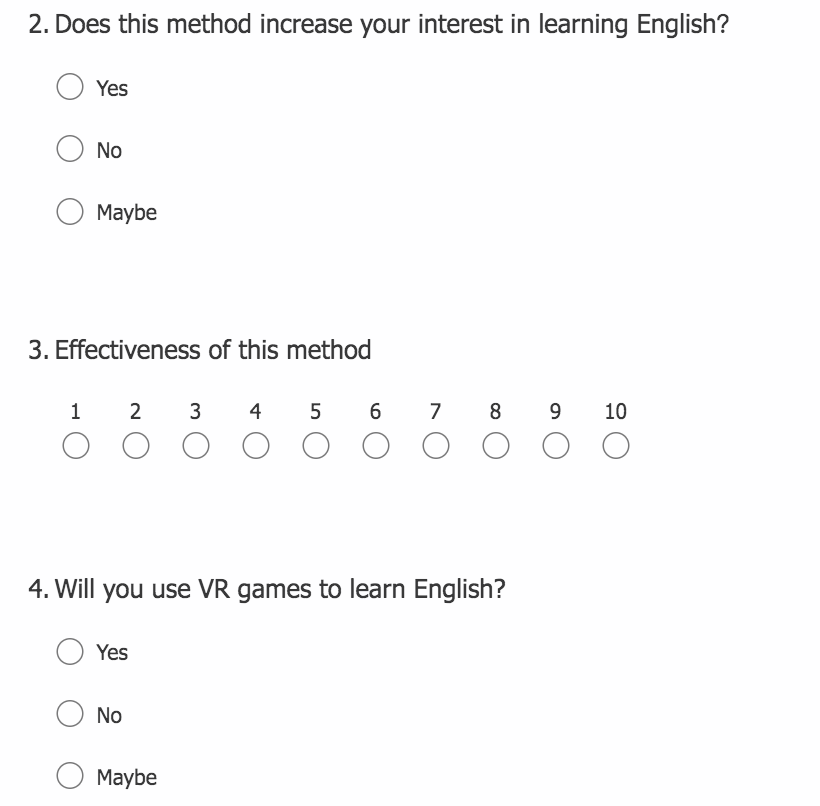 2. Does this method increase your interest in learning English?
Yes
No
Maybe
3. Effectiveness of this method
1 2 3 4 5 6 7 8 9 10
4. Will you use VR games to learn English?
Yes
No
Maybe